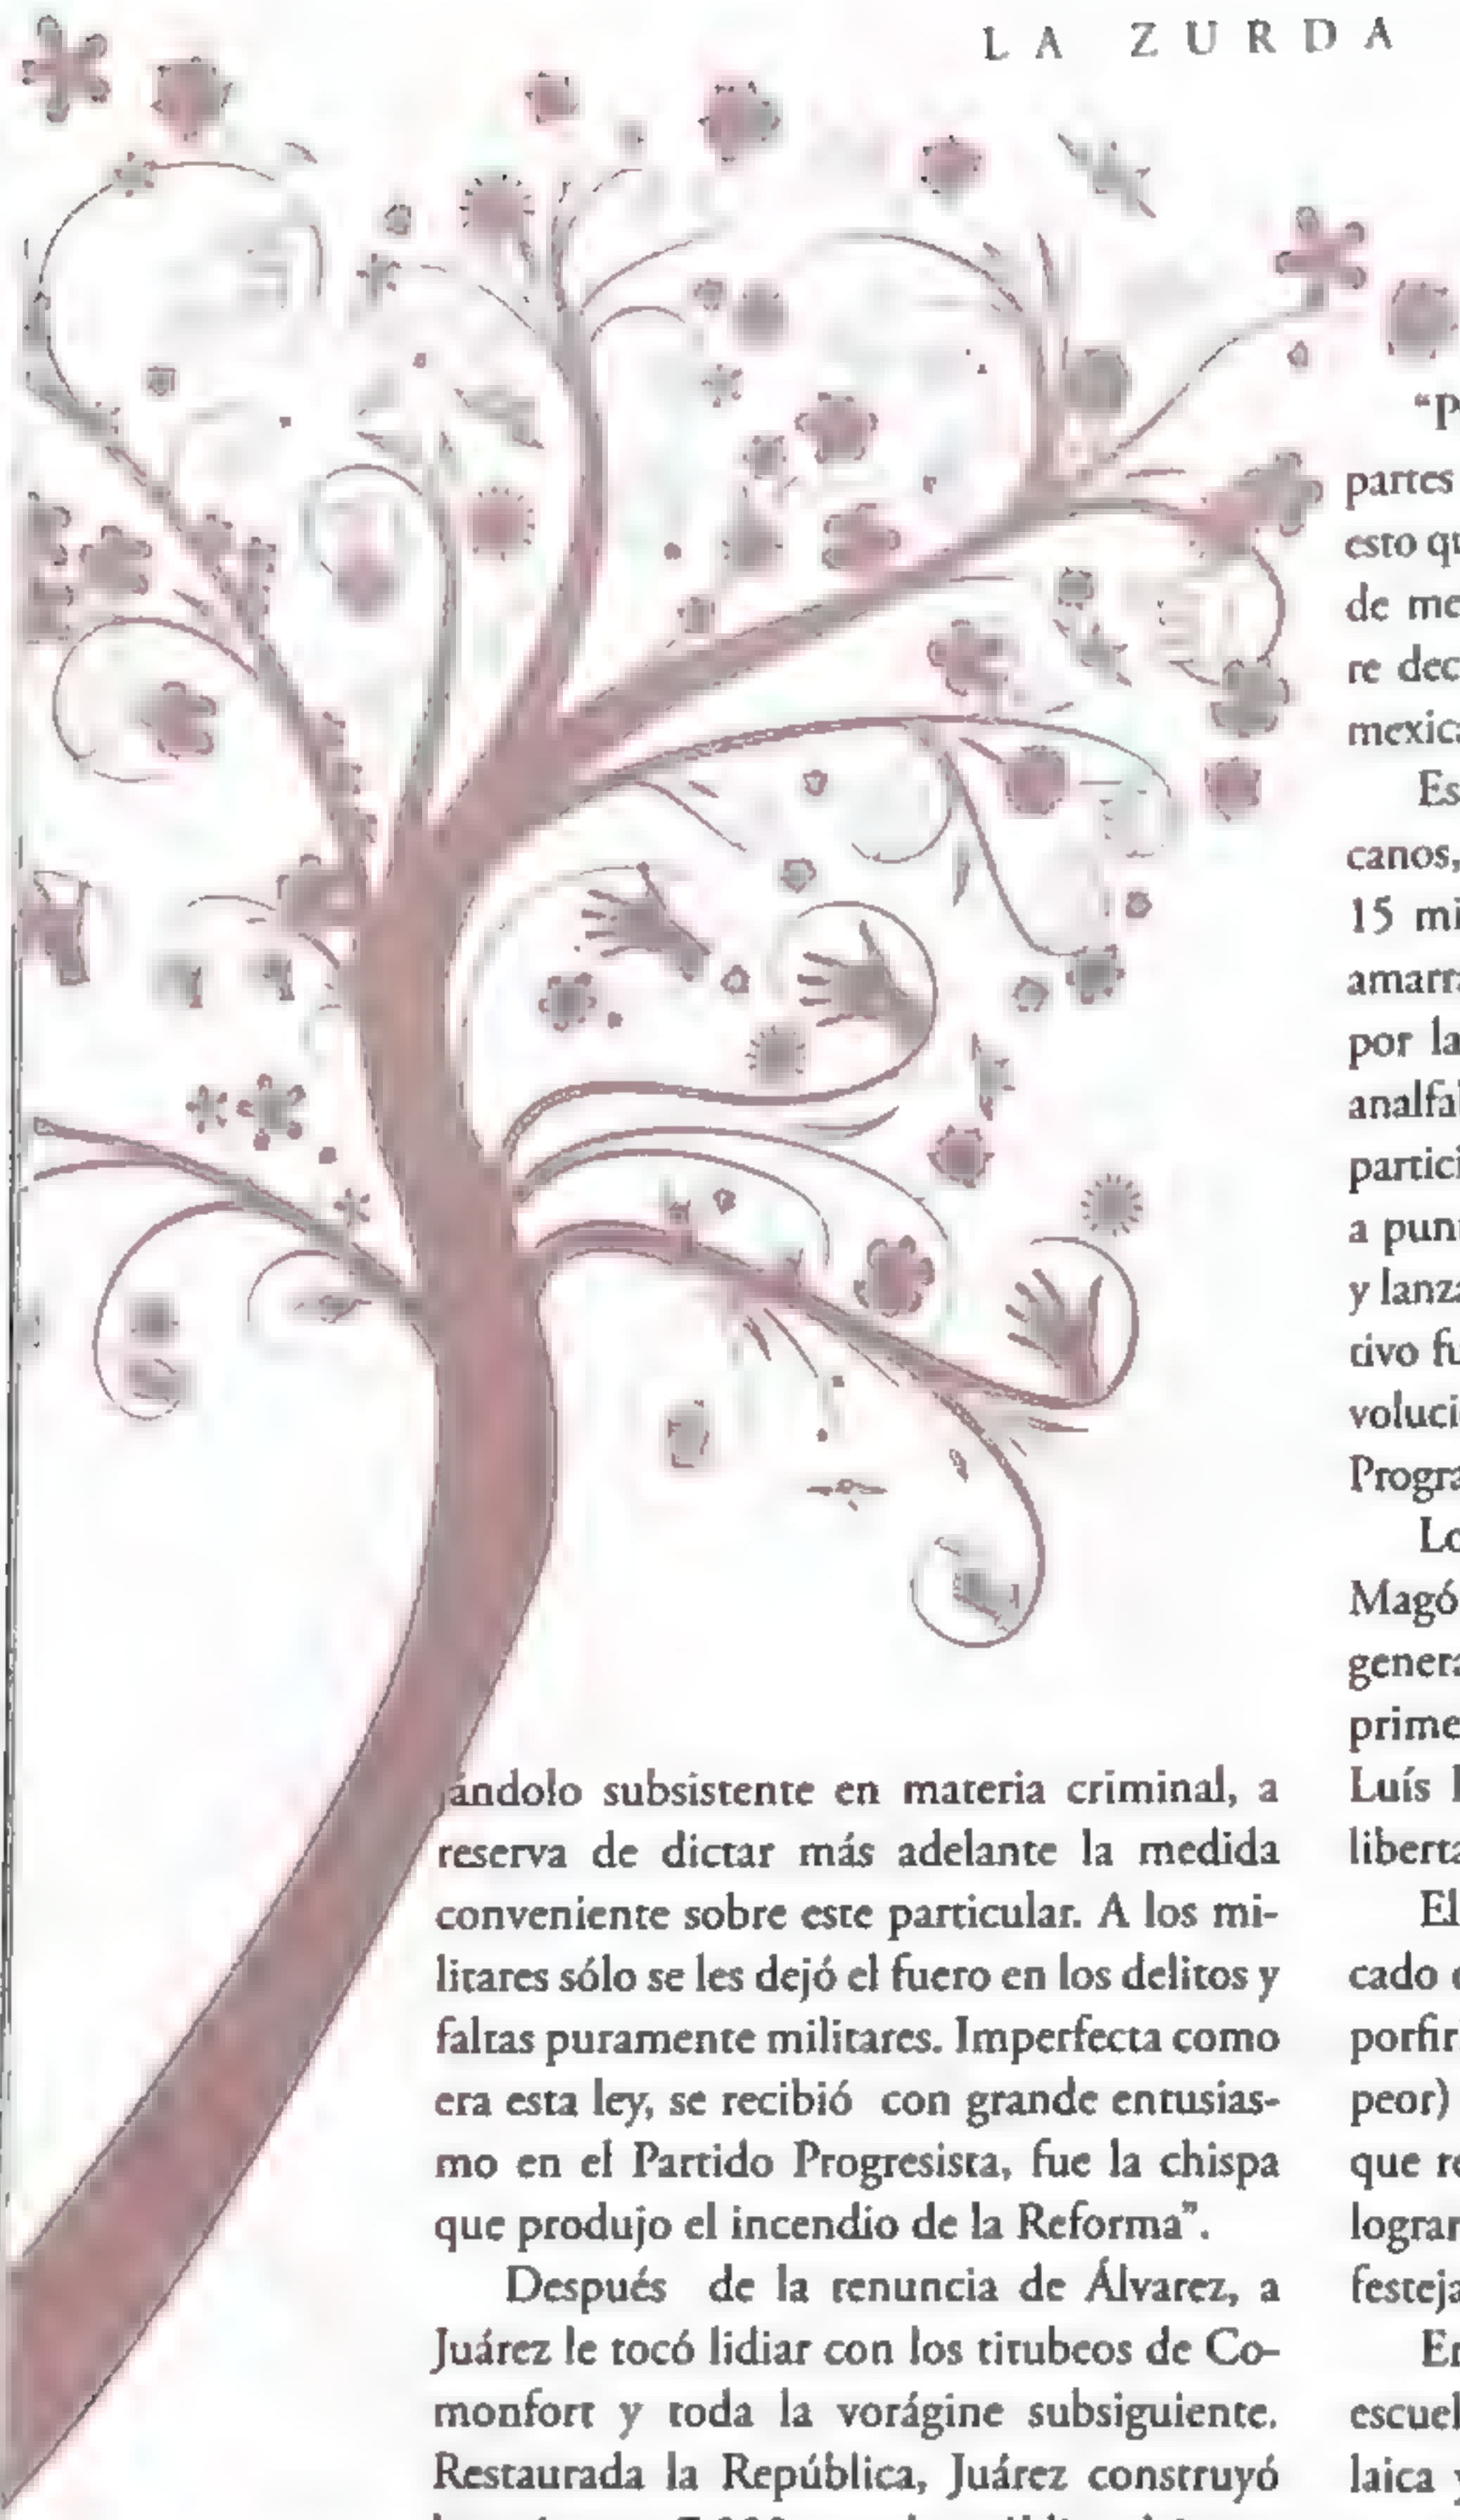 LA ZURDA
ándolo subsistente en materia criminal, a
reserva de dictar más adelante la medida
conveniente sobre este particular. A los mi-
litares sólo se les dejó el fuero en los delitos y
faltas puramente militares. Imperfecta como
era esta ley, se recibió con grande entusias-
mo en el Partido Progresista, fue la chispa
que produjo el incendio de la Reforma”.
Después de la renuncia de Álvarez, a
Juárez le tocó lidiar con los titubeos de Co-
monfort y toda la vorágine subsiguiente.
Restaurada la República, Juárez construyó
“P
partes
esto qu
de me
re dec
mexica
Es
canos,
15 mi
amarra
por la
analfab
partici
a punt
y lanza
tivo fu
voluci
Progra
Lo
Magó
genera
prime
Luís
liberta
El
cado
porfir
peor)
que re
lograr
festeja
En
escuel
laica y